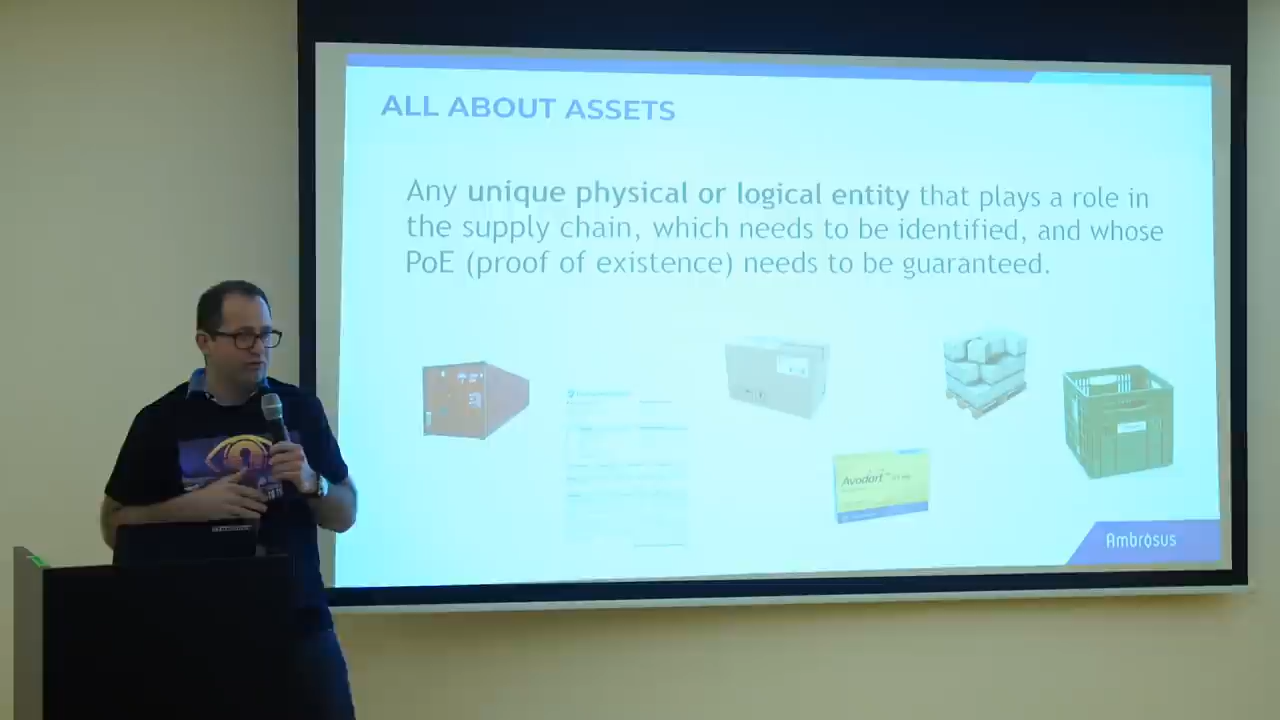 ALL ABOUT ASSETS
Any unique physical or logical entity that plays a role in
the supply chain, which needs to be identified, and whose
PoE (proof of existence) needs to be guaranteed.
Avodart
Ambrosus